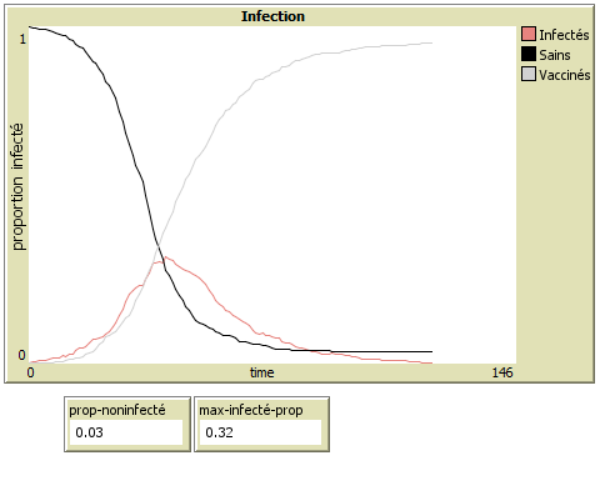 Infection
1
proportion infecté
0
0
time
146
Infectés
Sains
Vaccinés
prop-noninfecté
0.03
max-infecté-prop
0.32